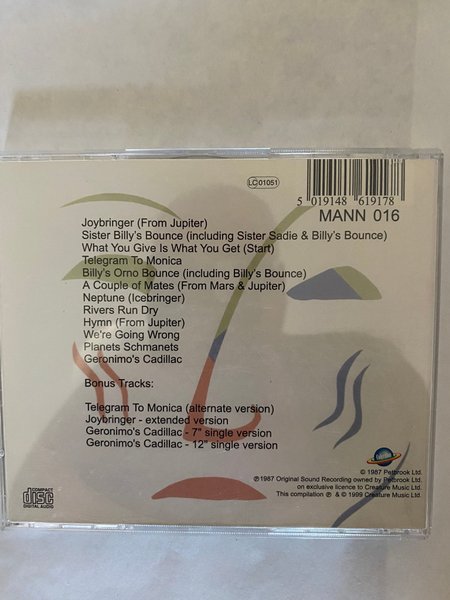 LC 01051
5 019148 619178
MANN 016
Joybringer (From Jupiter)
Sister Billy's Bounce (including Sister Sadie & Billy's Bounce)
What You Give Is What You Get (Start)
Telegram To Monica
Billy's Orno Bounce (including Billy's Bounce)
A Couple of Mates (From Mars & Jupiter)
Neptune (Icebringer)
Rivers Run Dry
Hymn (From Jupiter)
We're Going Wrong
Planets Schmanets
Geronimo's Cadillac
Bonus Tracks:
Telegram To Monica (alternate version)
Joybringer - extended version
Geronimo's Cadillac - 7" single version
Geronimo's Cadillac - 12" single version
© 1987 Petbrook Ltd.
℗1987 Original Sound Recording owned by Petbrook Ltd.
on exclusive licence to Creature Music Ltd.
This compilation ℗ & © 1999 Creature Music Ltd.
COMPACT
disc
DIGITAL AUDIO